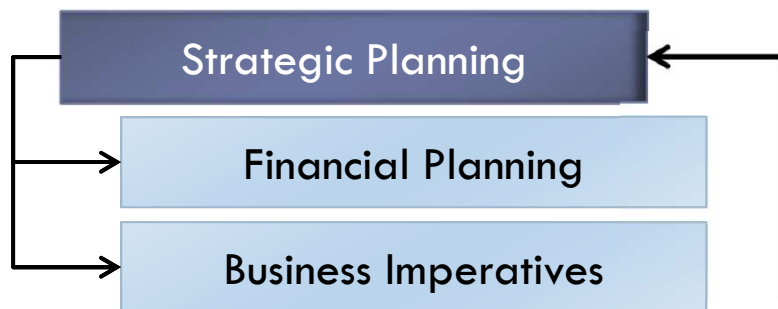 Strategic Planning
Financial Planning
Business Imperatives